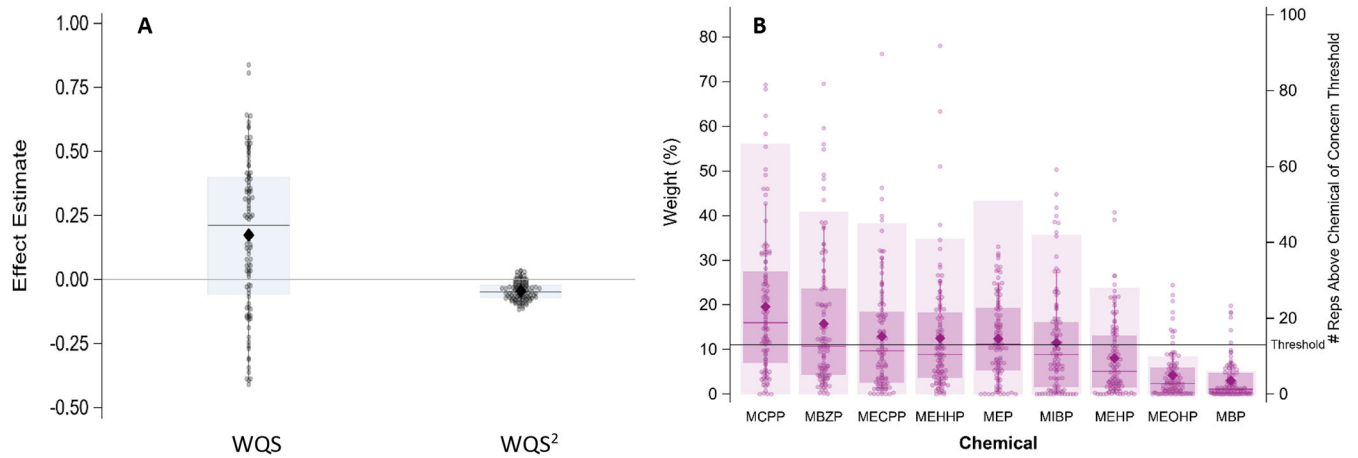 A
Effect Estimate
1.00
0.75
0.50
0.25
0.00
-0.25
-0.50
WQS
WQS²
B
Weight (%)
80
70
60
50
40
30
20
10
0
100
80
60
40
20
0
# Reps Above Chemical of Concern Threshold
Threshold
MCPP MBZP MECPP MEHHP MEP MIBP MEHP MEOHP MBP
Chemical